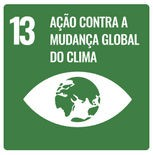 13 AÇÃO CONTRA A
MUDANÇA GLOBAL
DO CLIMA